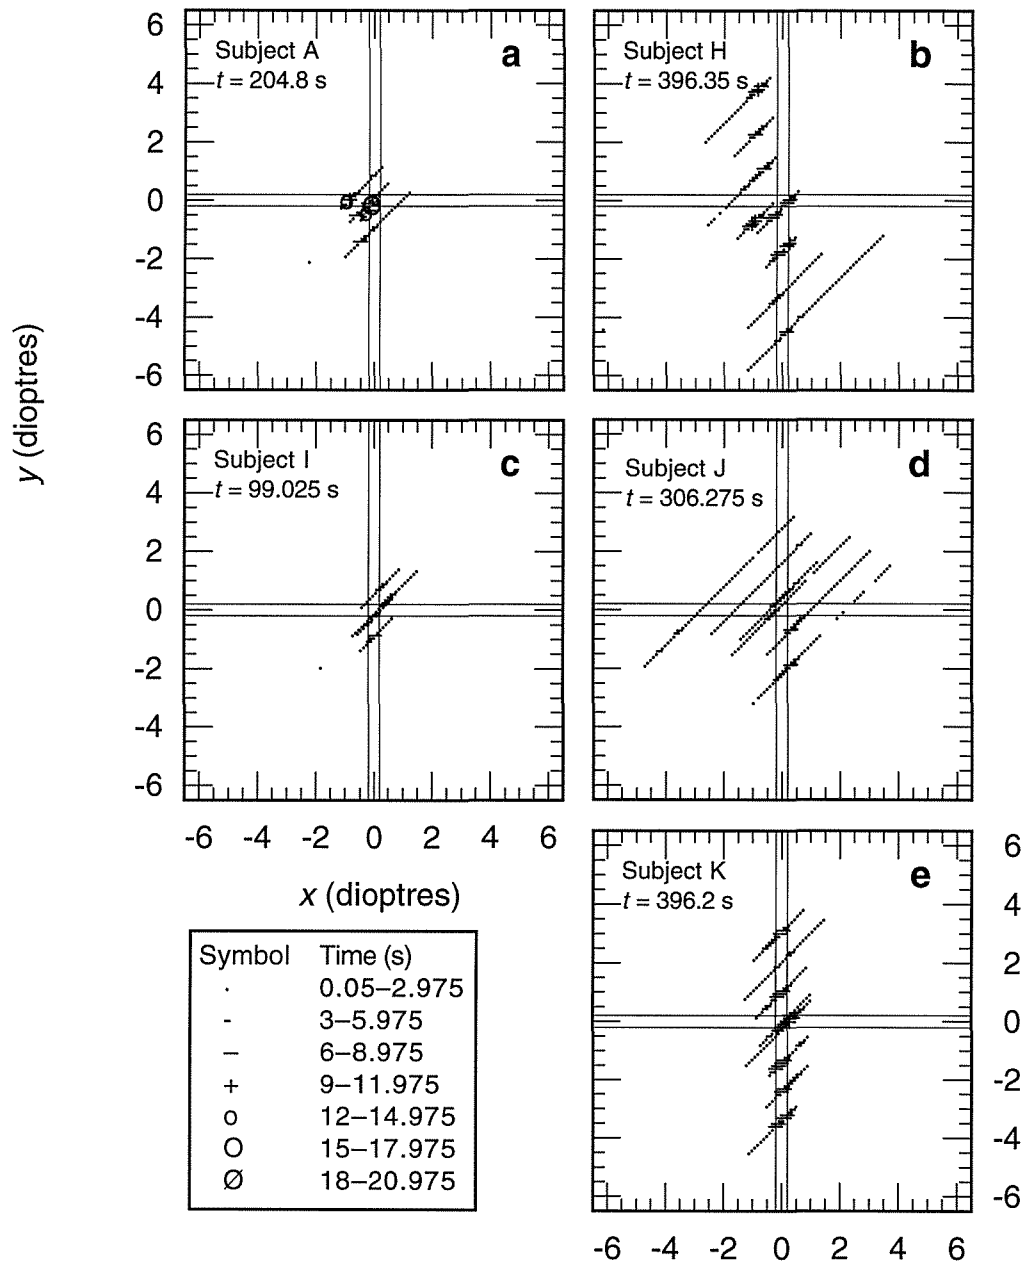 y (dioptres)
6
4
2
0
-2
-4
-6
Subject A
t = 204.8 s
a
Subject H
t = 396.35 s
b
6
4
2
0
-2
-4
-6
Subject I
t = 99.025 s
c
Subject J
t = 306.275 s
d
-6 -4 -2 0 2 4 6
x (dioptres)
Subject K
t = 396.2 s
e
6
4
2
0
-2
-4
-6
-6 -4 -2 0 2 4 6
Symbol Time (s)
. 0.05–2.975
- 3–5.975
– 6–8.975
+ 9–11.975
o 12–14.975
O 15–17.975
Ø 18–20.975